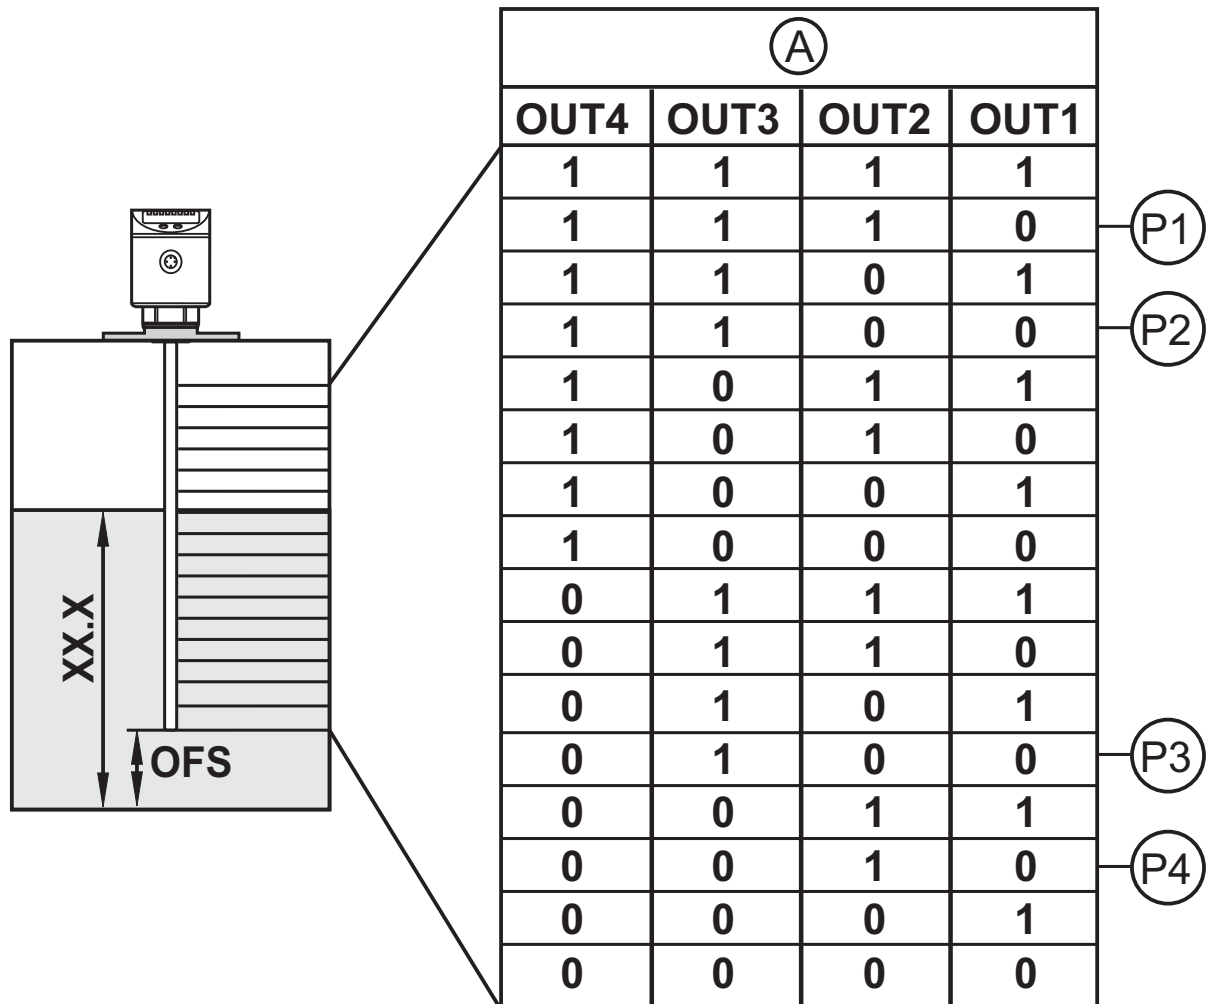 A
OUT4 OUT3 OUT2 OUT1
1 1 1 1
1 1 1 0 P1
1 1 0 1
1 1 0 0 P2
1 0 1 1
1 0 1 0
1 0 0 1
1 0 0 0
0 1 1 1
0 1 1 0
0 1 0 1
0 1 0 0 P3
0 0 1 1
0 0 1 0 P4
0 0 0 1
0 0 0 0
XX.X
OFS